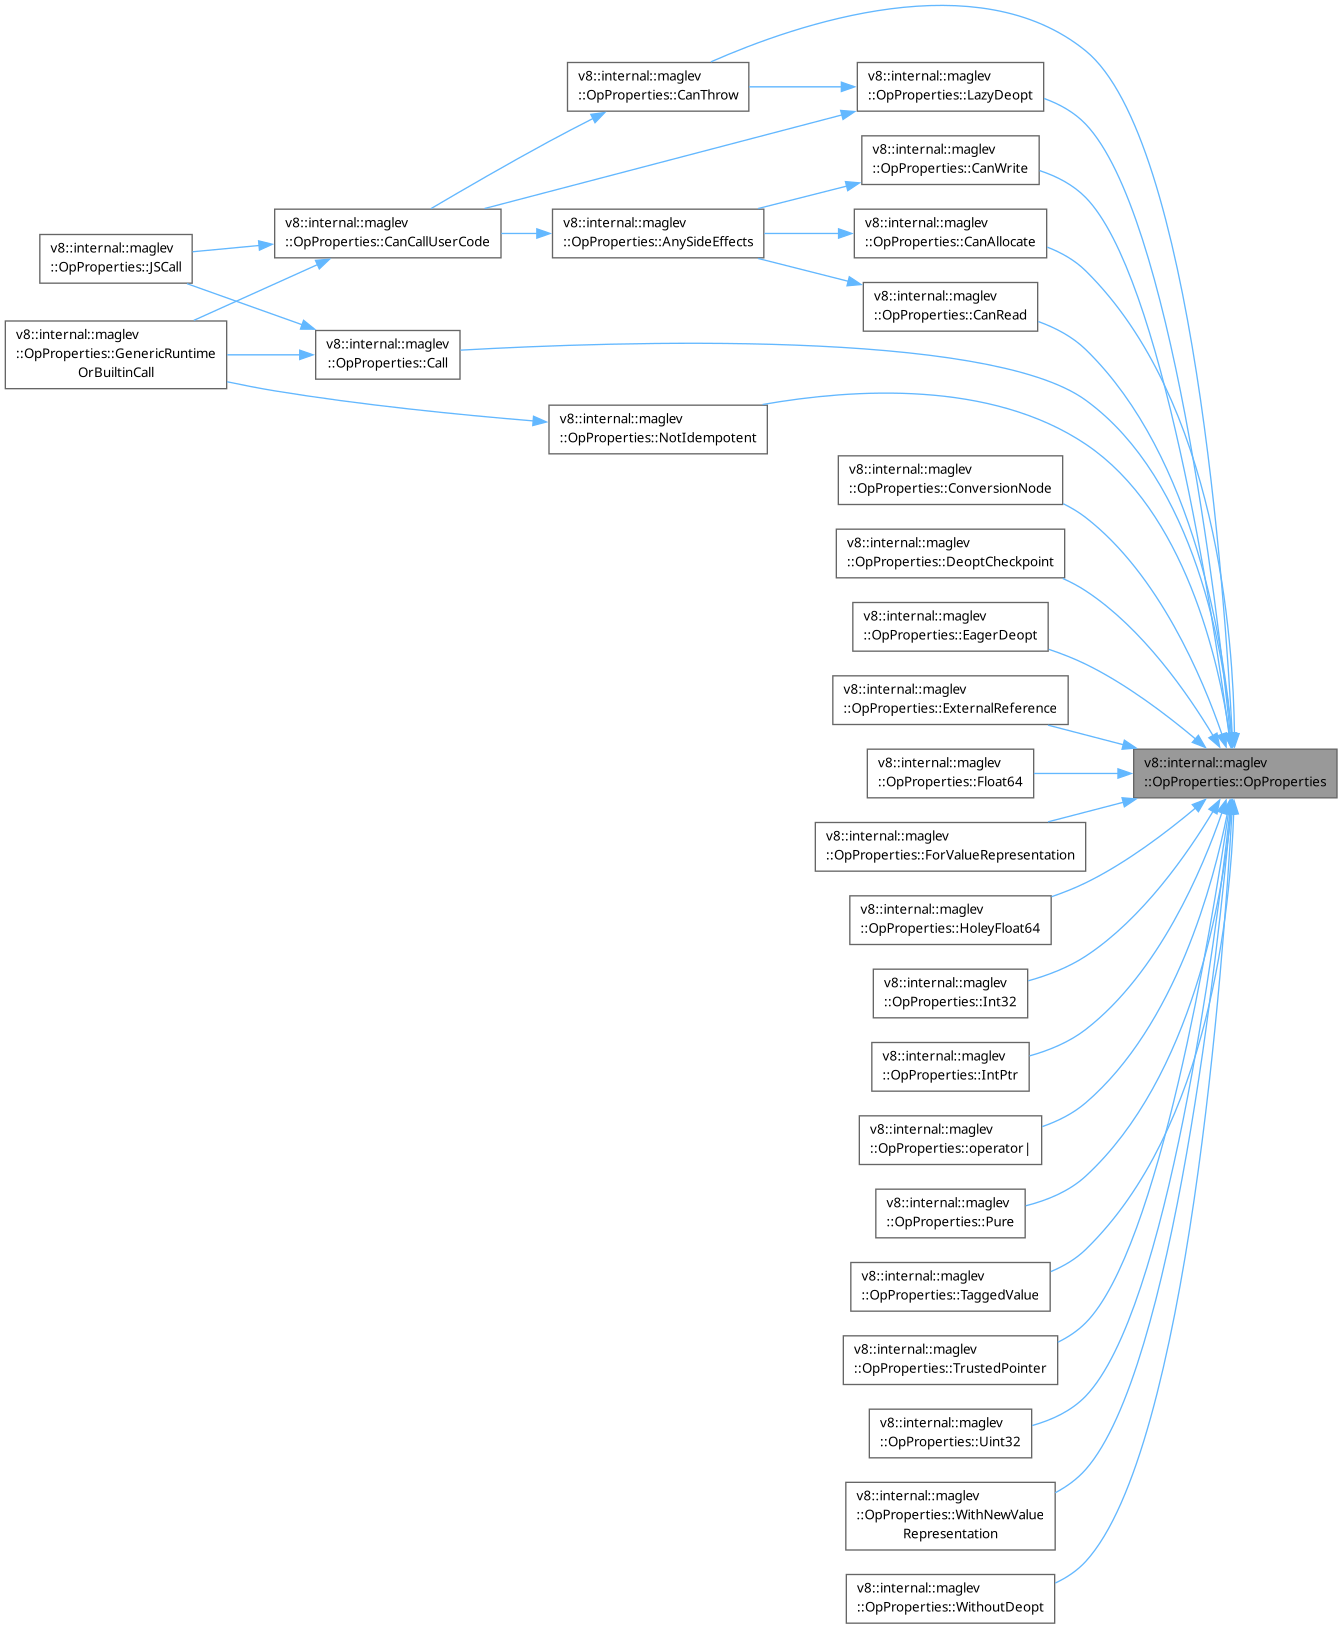 v8::internal::maglev
::OpProperties::CanThrow
v8::internal::maglev
::OpProperties::LazyDeopt
v8::internal::maglev
::OpProperties::CanWrite
v8::internal::maglev
::OpProperties::JSCall
v8::internal::maglev
::OpProperties::CanCallUserCode
v8::internal::maglev
::OpProperties::AnySideEffects
v8::internal::maglev
::OpProperties::CanAllocate
v8::internal::maglev
::OpProperties::CanRead
v8::internal::maglev
::OpProperties::GenericRuntime
OrBuiltinCall
v8::internal::maglev
::OpProperties::Call
v8::internal::maglev
::OpProperties::NotIdempotent
v8::internal::maglev
::OpProperties::ConversionNode
v8::internal::maglev
::OpProperties::DeoptCheckpoint
v8::internal::maglev
::OpProperties::EagerDeopt
v8::internal::maglev
::OpProperties::ExternalReference
v8::internal::maglev
::OpProperties::Float64
v8::internal::maglev
::OpProperties::OpProperties
v8::internal::maglev
::OpProperties::ForValueRepresentation
v8::internal::maglev
::OpProperties::HoleyFloat64
v8::internal::maglev
::OpProperties::Int32
v8::internal::maglev
::OpProperties::IntPtr
v8::internal::maglev
::OpProperties::operator|
v8::internal::maglev
::OpProperties::Pure
v8::internal::maglev
::OpProperties::TaggedValue
v8::internal::maglev
::OpProperties::TrustedPointer
v8::internal::maglev
::OpProperties::Uint32
v8::internal::maglev
::OpProperties::WithNewValue
Representation
v8::internal::maglev
::OpProperties::WithoutDeopt